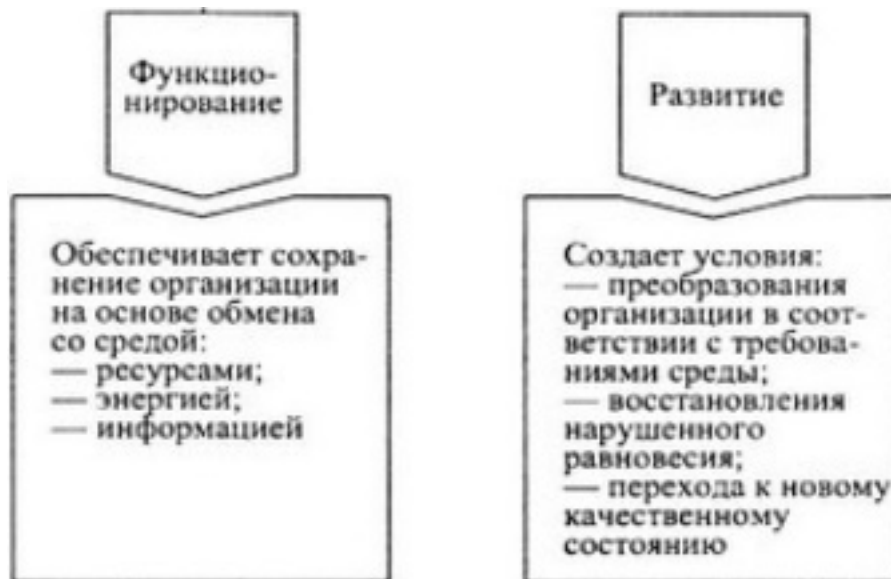 Функцио-
нирование
Обеспечивает сохра-
нение организации
на основе обмена
со средой:
— ресурсами;
— энергией;
— информацией
Развитие
Создает условия:
— преобразования
организации в соот-
ветствии с требова-
ниями среды;
— восстановления
нарушенного
равновесия;
— перехода к новому
качественному
состоянию